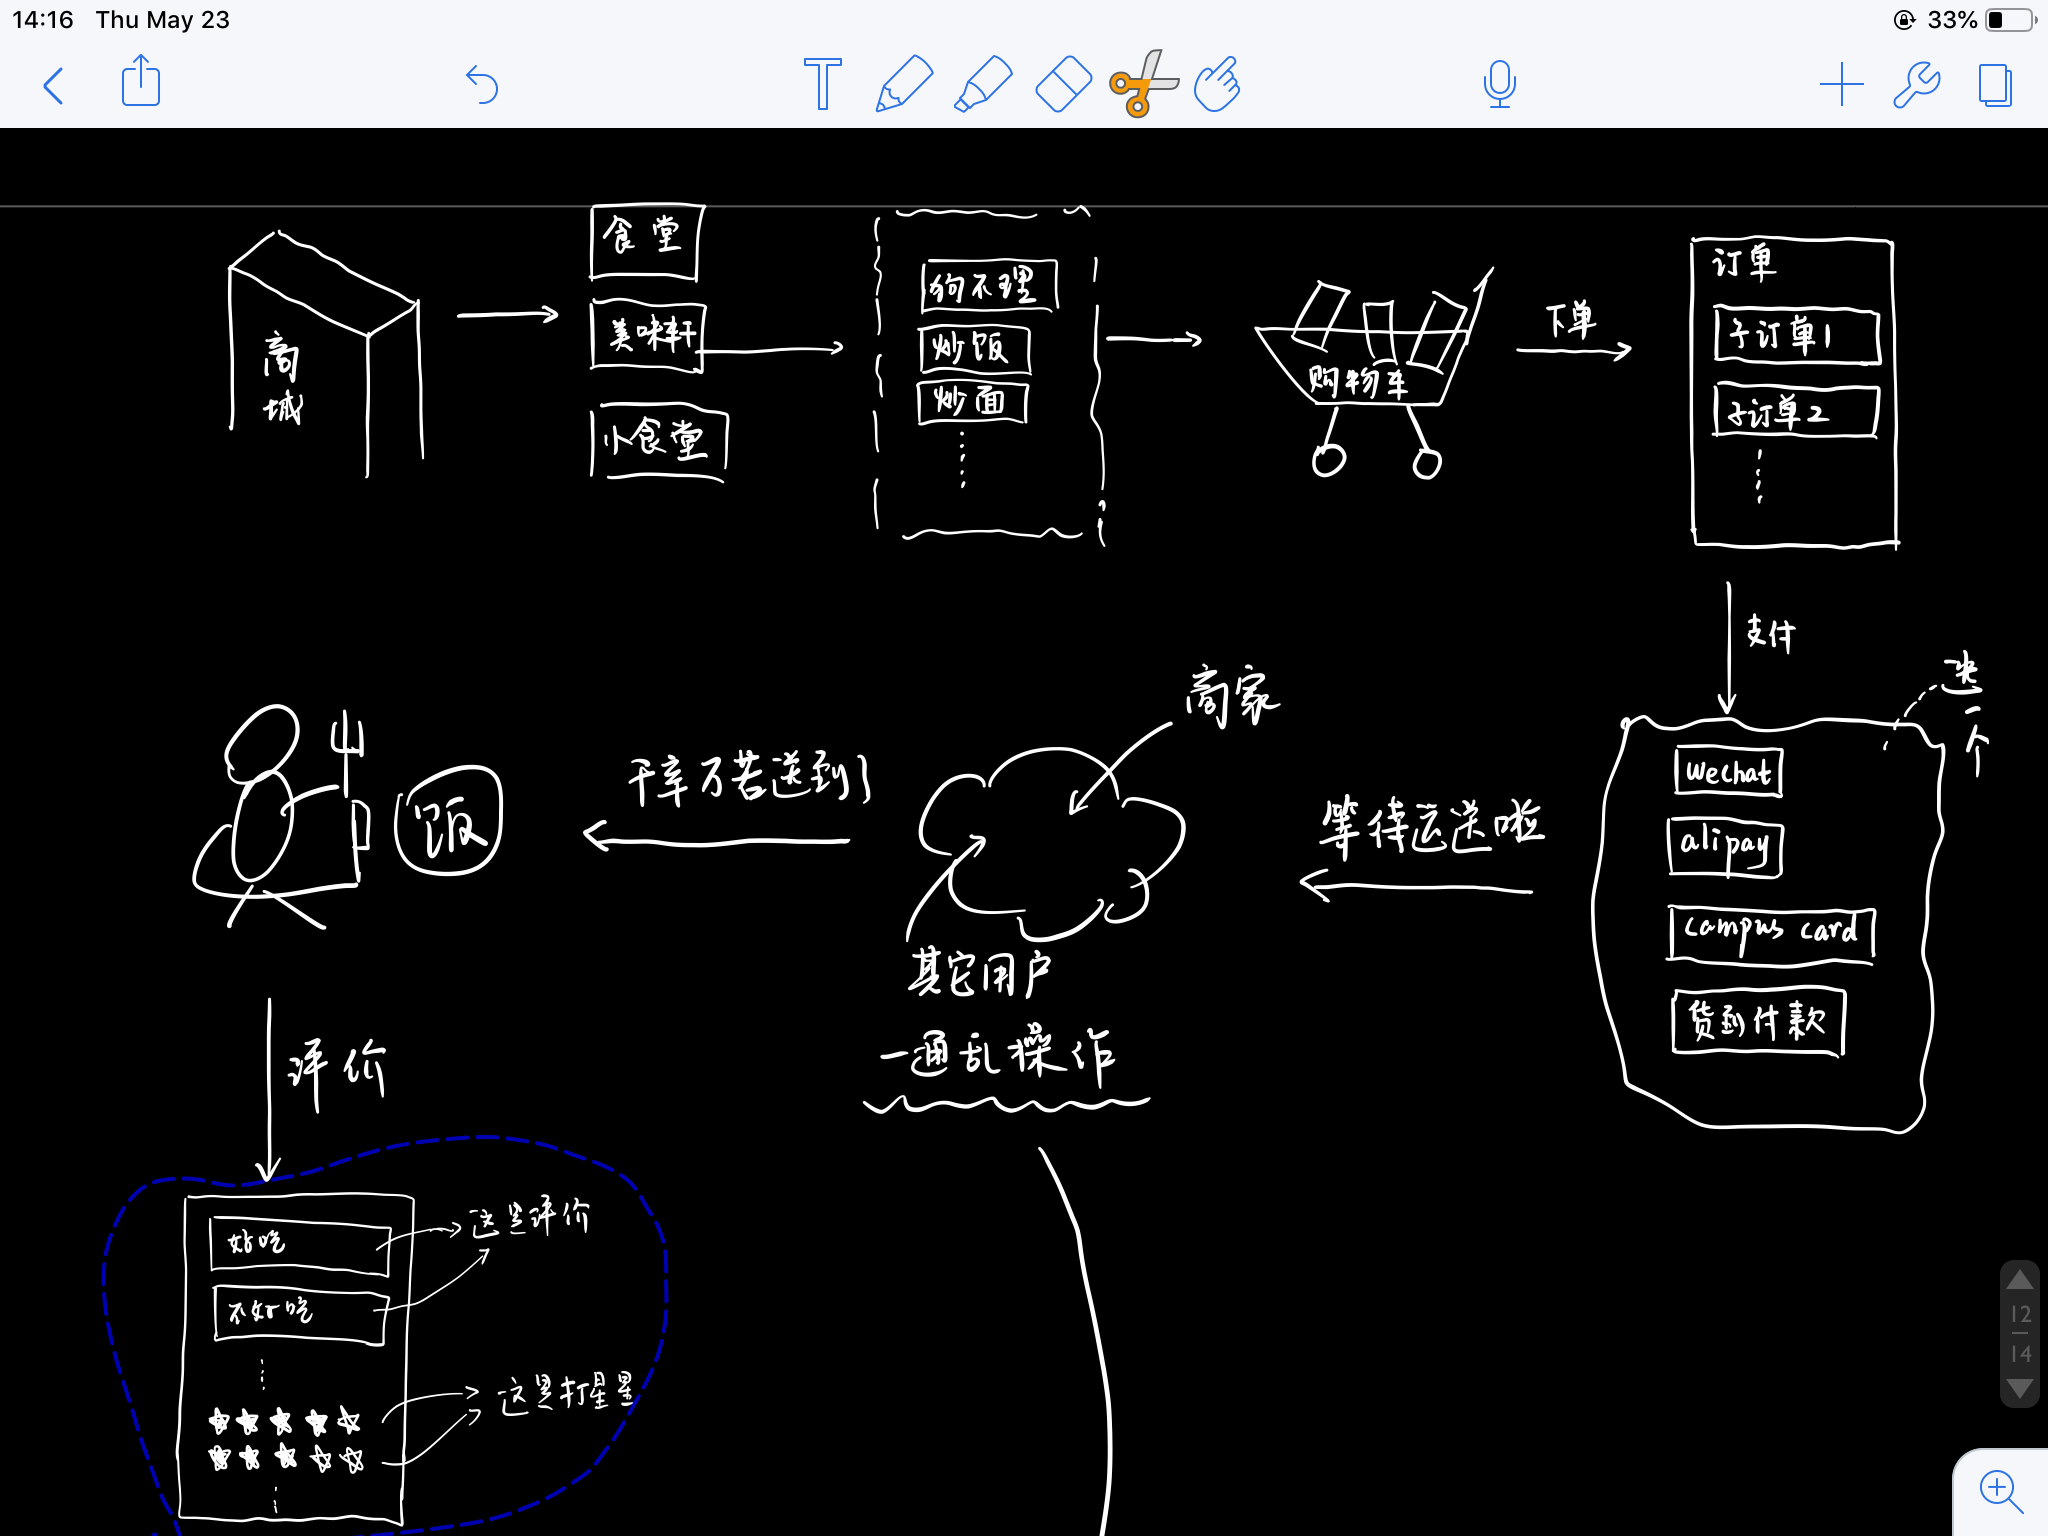 14:16 Thu May 23
33%
T
商
城
食堂
美味轩
小食堂
狗不理
炒饭
炒面
购物车
下单
订单
子订单1
子订单2
支付
选
一
个
wechat
alipay
campus card
货到付款
等待运送啦
商家
其它用户
一通乱操作
千辛万苦送到了
饭
评价
好吃
不好吃
这是评价
这是打星星
12
14